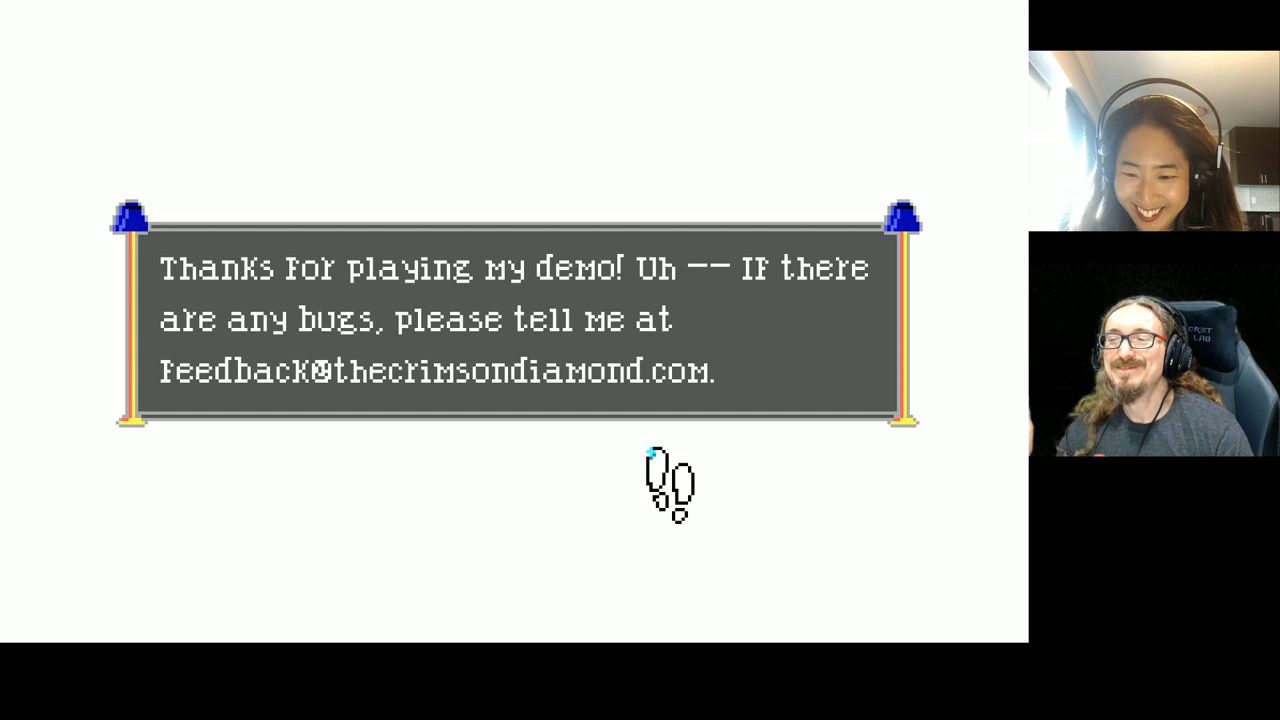 Thanks for playing my demo! Uh -- If there
are any bugs, please tell me at
feedback@thecrimsondiamond.com.